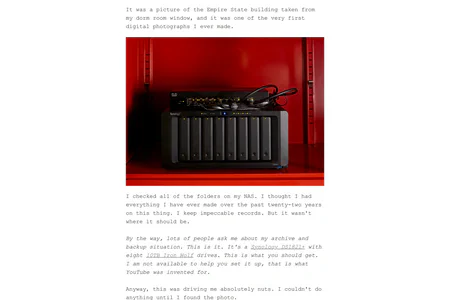 It was a picture of the Empire State building taken from
my dorm room window, and it was one of the very first
digital photographs I ever made.
I checked all of the folders on my NAS. I thought I had
everything I have ever made over the past twenty-two years
on this thing. I keep impeccable records. But it wasn't
where it should be.
By the way, lots of people ask me about my archive and
backup situation. This is it. It's a Synology DS1821+ with
eight 10TB Iron Wolf drives. This is what you should get.
I am not available to help you set it up, that is what
YouTube was invented for.
Anyway, this was driving me absolutely nuts. I couldn't do
anything until I found the photo.